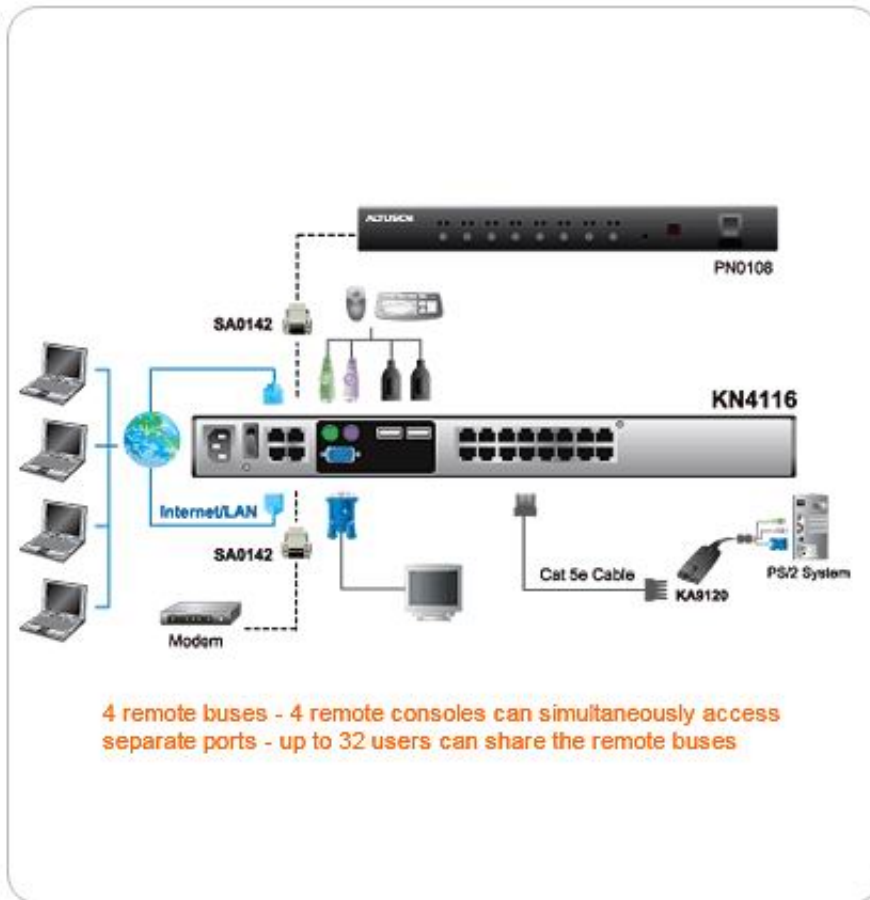 ALTUSEN
PN0108
SA0142
KN4116
Internet/LAN
SA0142
Cat 5e Cable
KA9120
PS/2 System
Modem
4 remote buses - 4 remote consoles can simultaneously access
separate ports - up to 32 users can share the remote buses